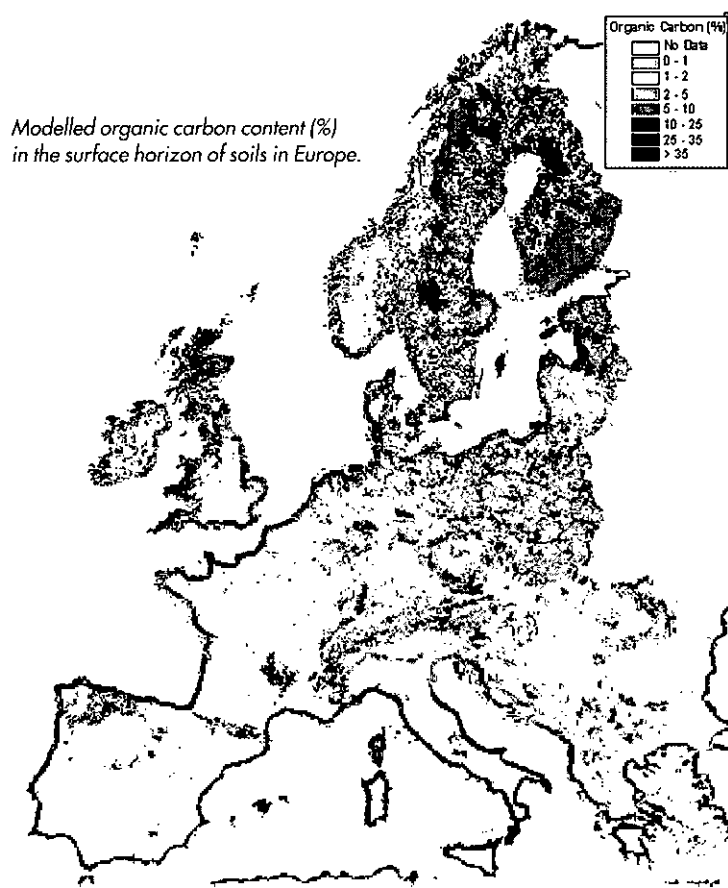 Organic Carbon (%)
No Data
0 - 1
1 - 2
2 - 5
5 - 10
10 - 25
25 - 35
> 35
Modelled organic carbon content (%)
in the surface horizon of soils in Europe.